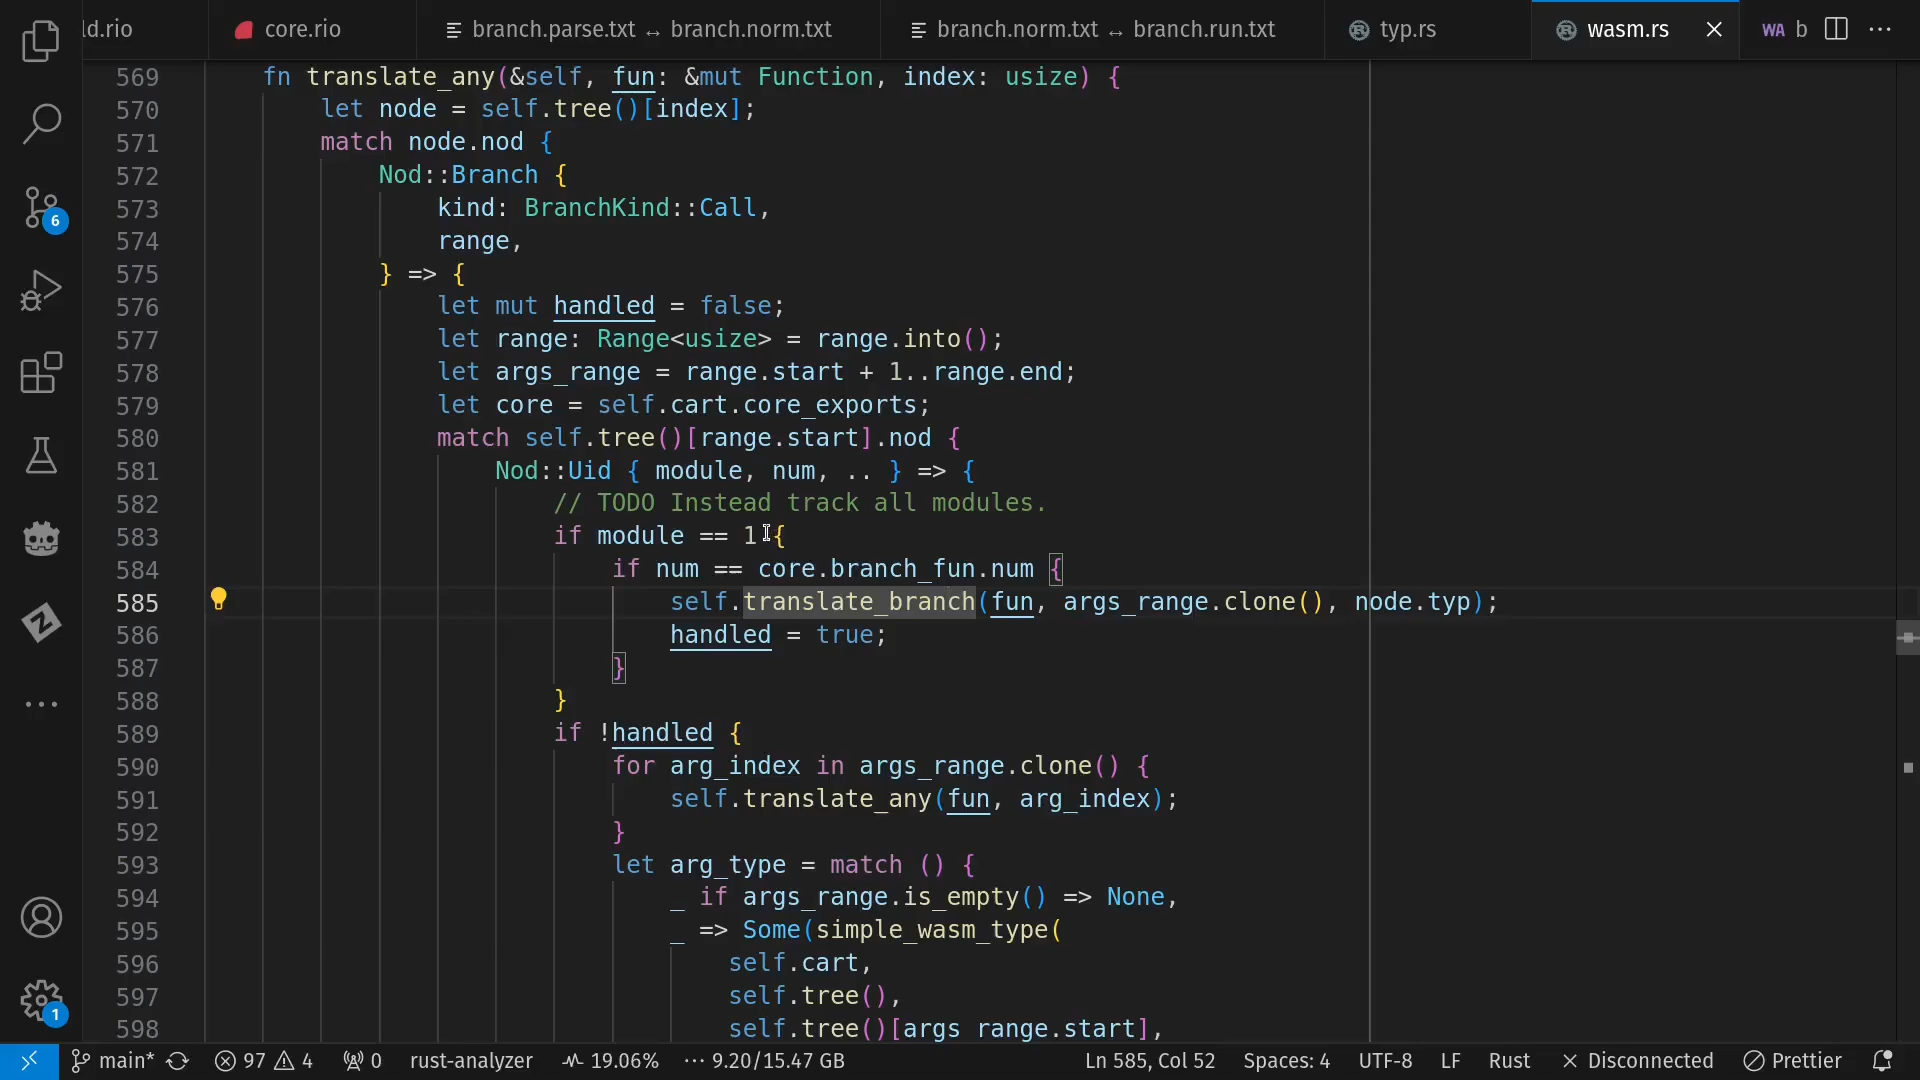 ld.rio core.rio branch.parse.txt ↔ branch.norm.txt branch.norm.txt ↔ branch.run.txt typ.rs wasm.rs WA b
569 fn translate_any(&self, fun: &mut Function, index: usize) {
570 let node = self.tree()[index];
571 match node.nod {
572 Nod::Branch {
573 kind: BranchKind::Call,
574 range,
575 } => {
576 let mut handled = false;
577 let range: Range<usize> = range.into();
578 let args_range = range.start + 1..range.end;
579 let core = self.cart.core_exports;
580 match self.tree()[range.start].nod {
581 Nod::Uid { module, num, .. } => {
582 // TODO Instead track all modules.
583 if module == 1 {
584 if num == core.branch_fun.num {
585 self.translate_branch(fun, args_range.clone(), node.typ);
586 handled = true;
587 }
588 }
589 if !handled {
590 for arg_index in args_range.clone() {
591 self.translate_any(fun, arg_index);
592 }
593 let arg_type = match () {
594 _ if args_range.is_empty() => None,
595 _ => Some(simple_wasm_type(
596 self.cart,
597 self.tree(),
598 self.tree()[args_range.start],
6
1
main* 97 4 0 rust-analyzer 19.06% 9.20/15.47 GB Ln 585, Col 52 Spaces: 4 UTF-8 LF Rust Disconnected Prettier